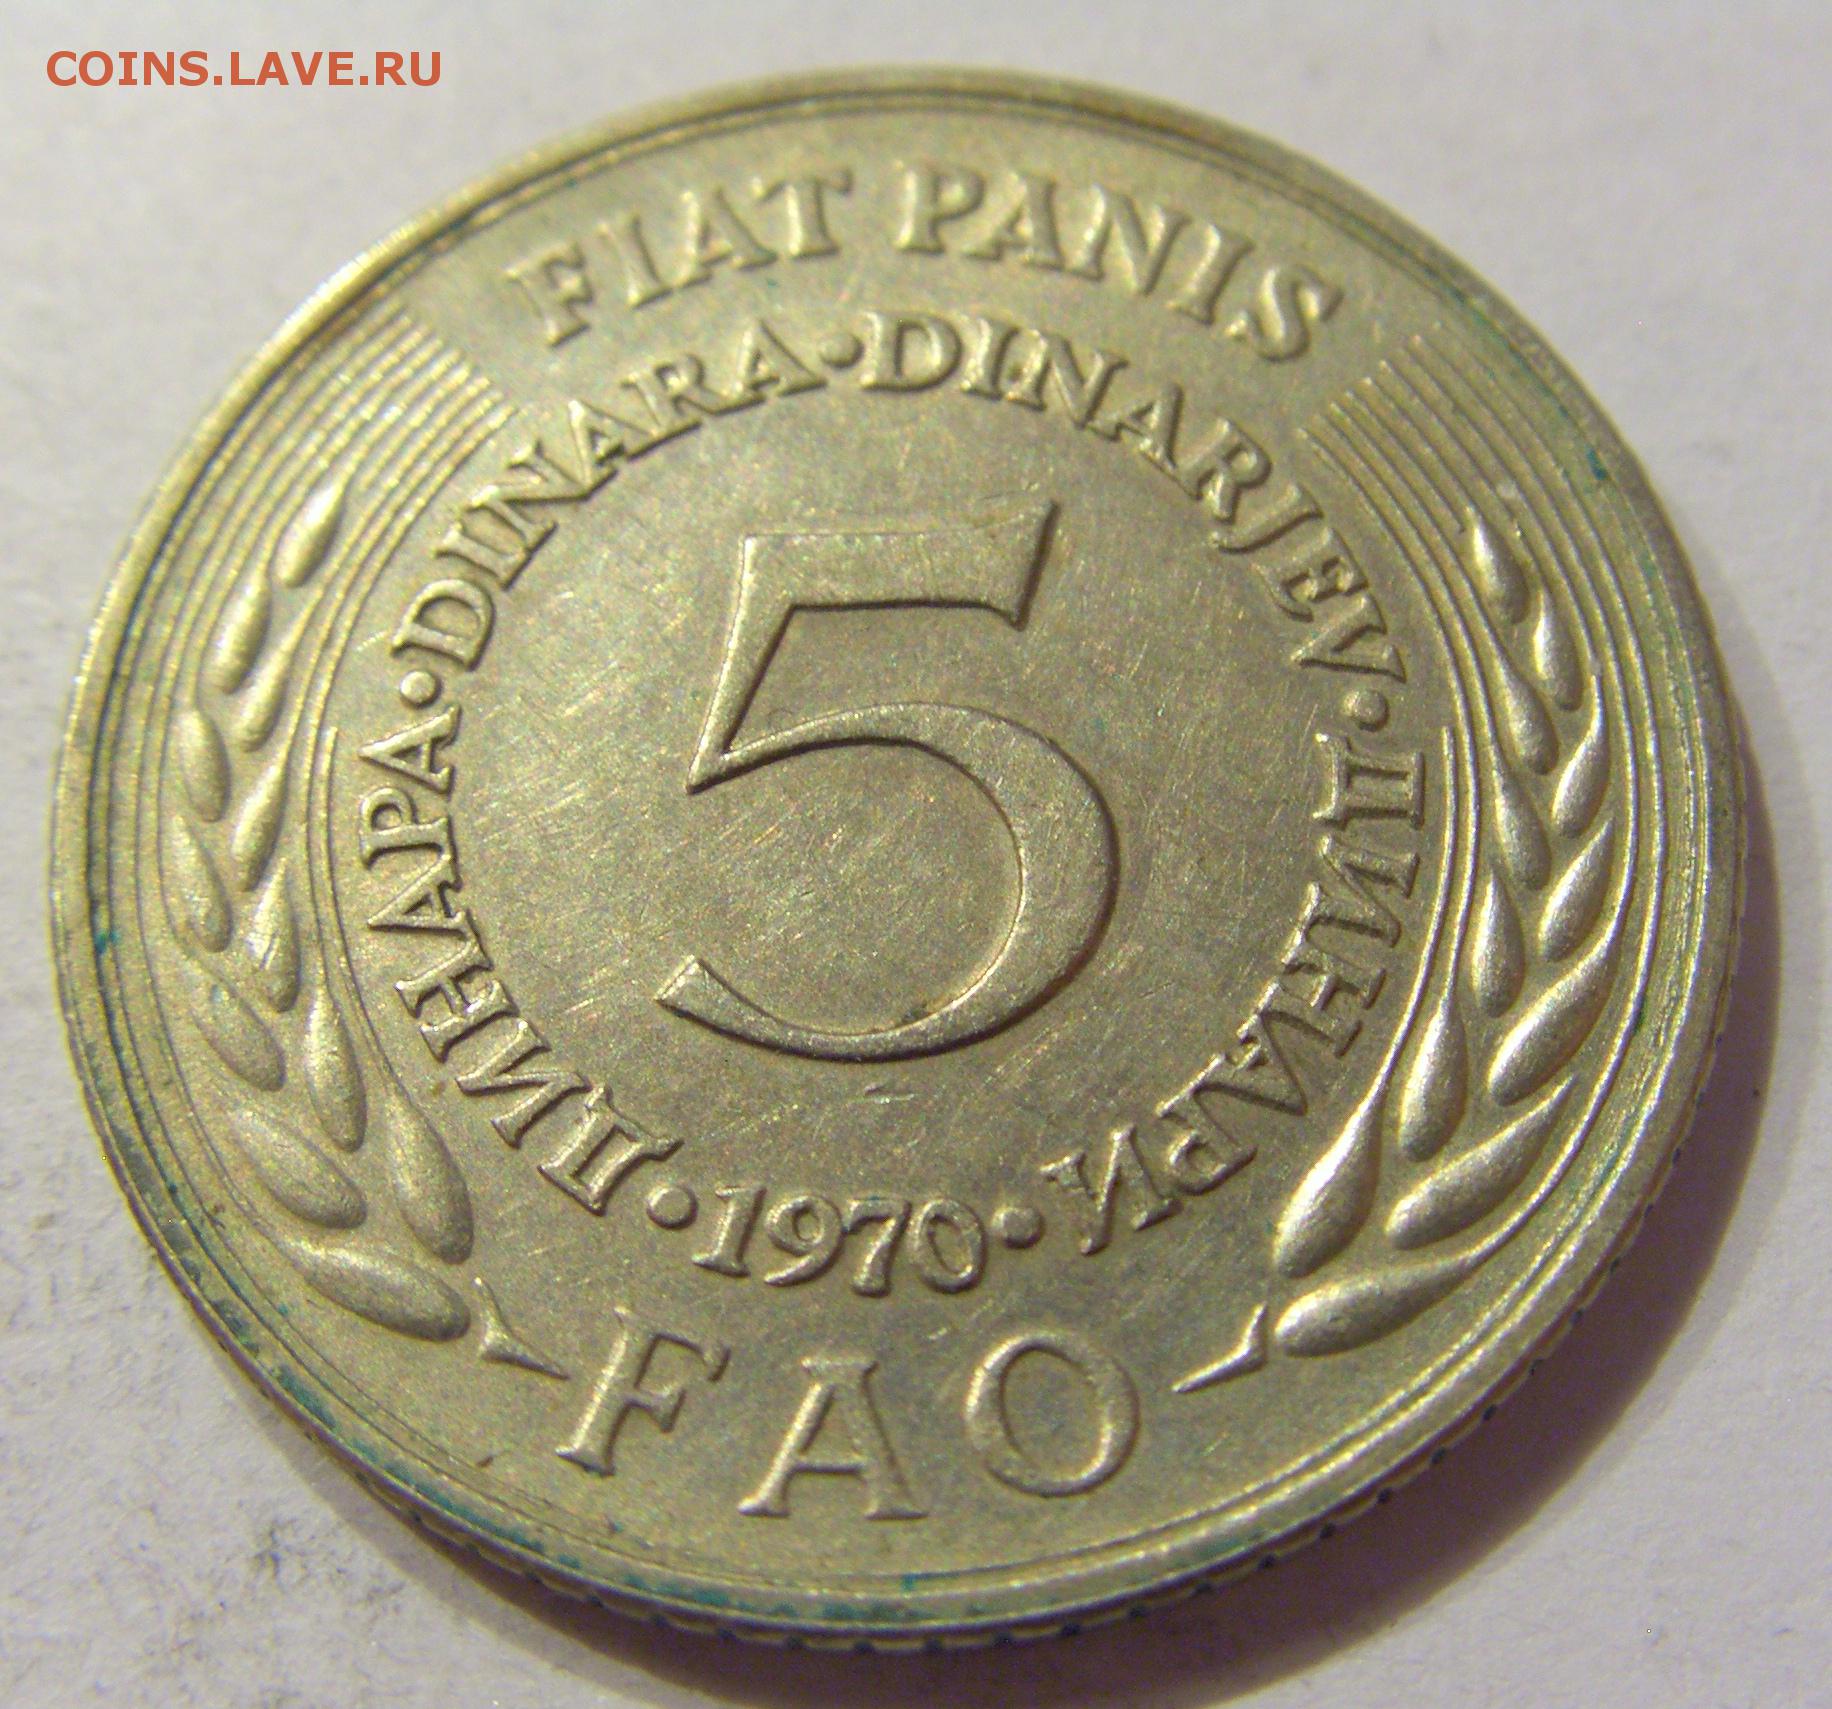 COINS.LAVE.RU
FIAT PANIS
ДИНАРА·DINARA·DINARJEV·ДИНАРИ
5
·1970·
FAO